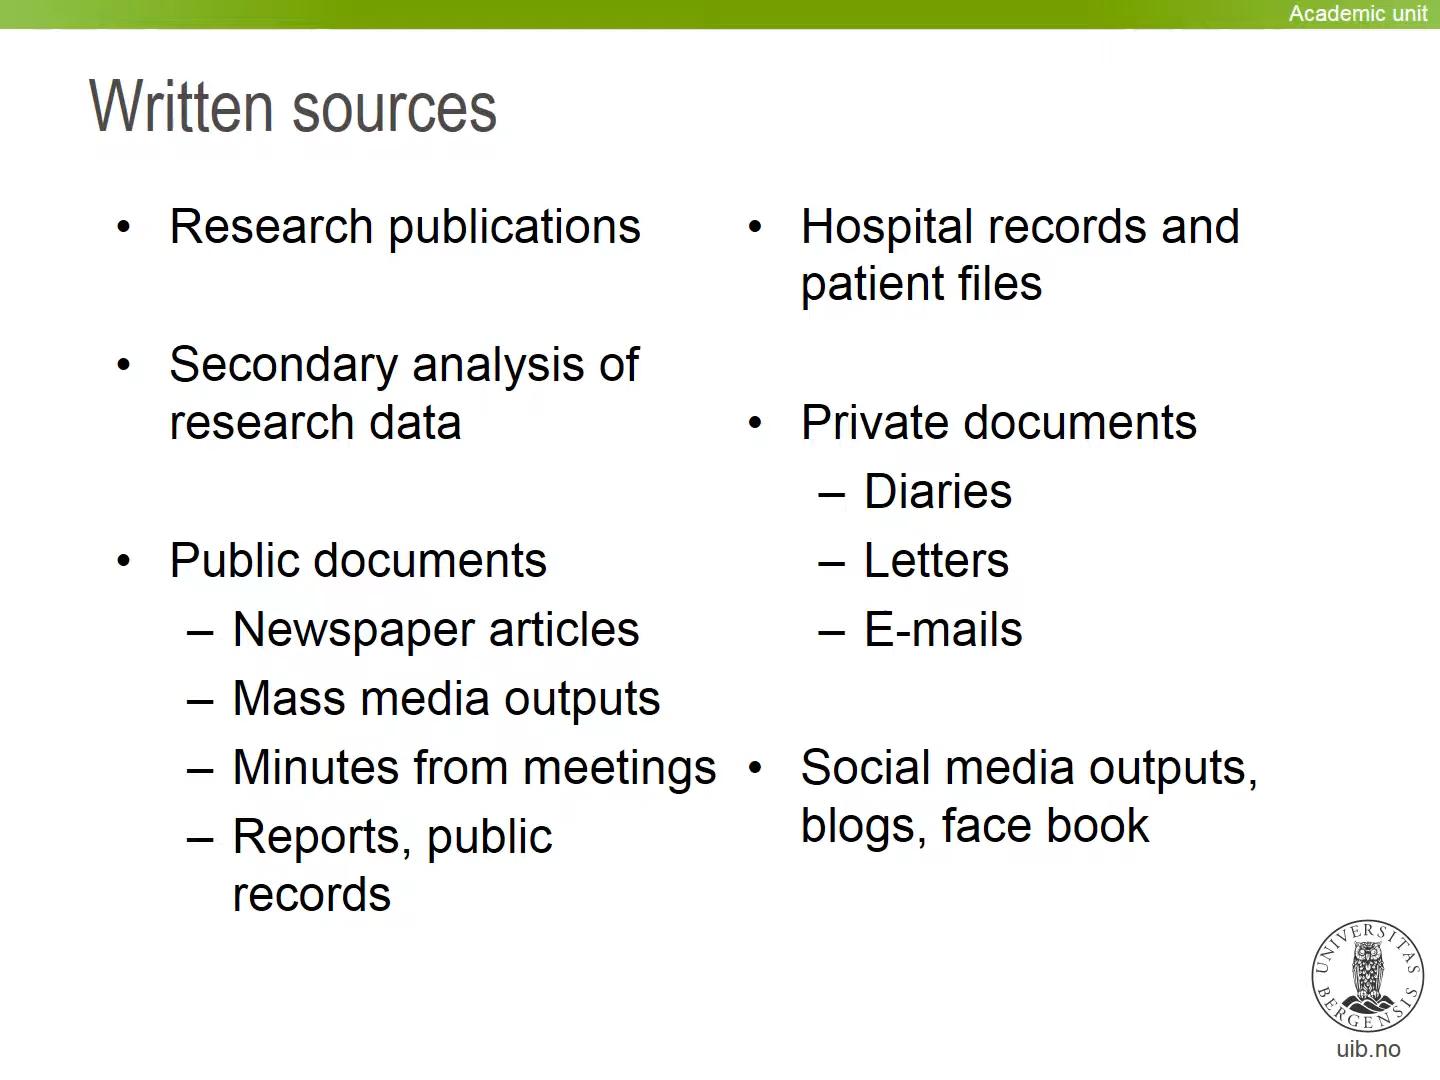 Academic unit
Written sources
• Research publications
• Secondary analysis of
research data
• Public documents
– Newspaper articles
– Mass media outputs
– Minutes from meetings
– Reports, public
records
• Hospital records and
patient files
• Private documents
– Diaries
– Letters
– E-mails
• Social media outputs,
blogs, face book
UNIVERSITAS
BERGENSIS
uib.no